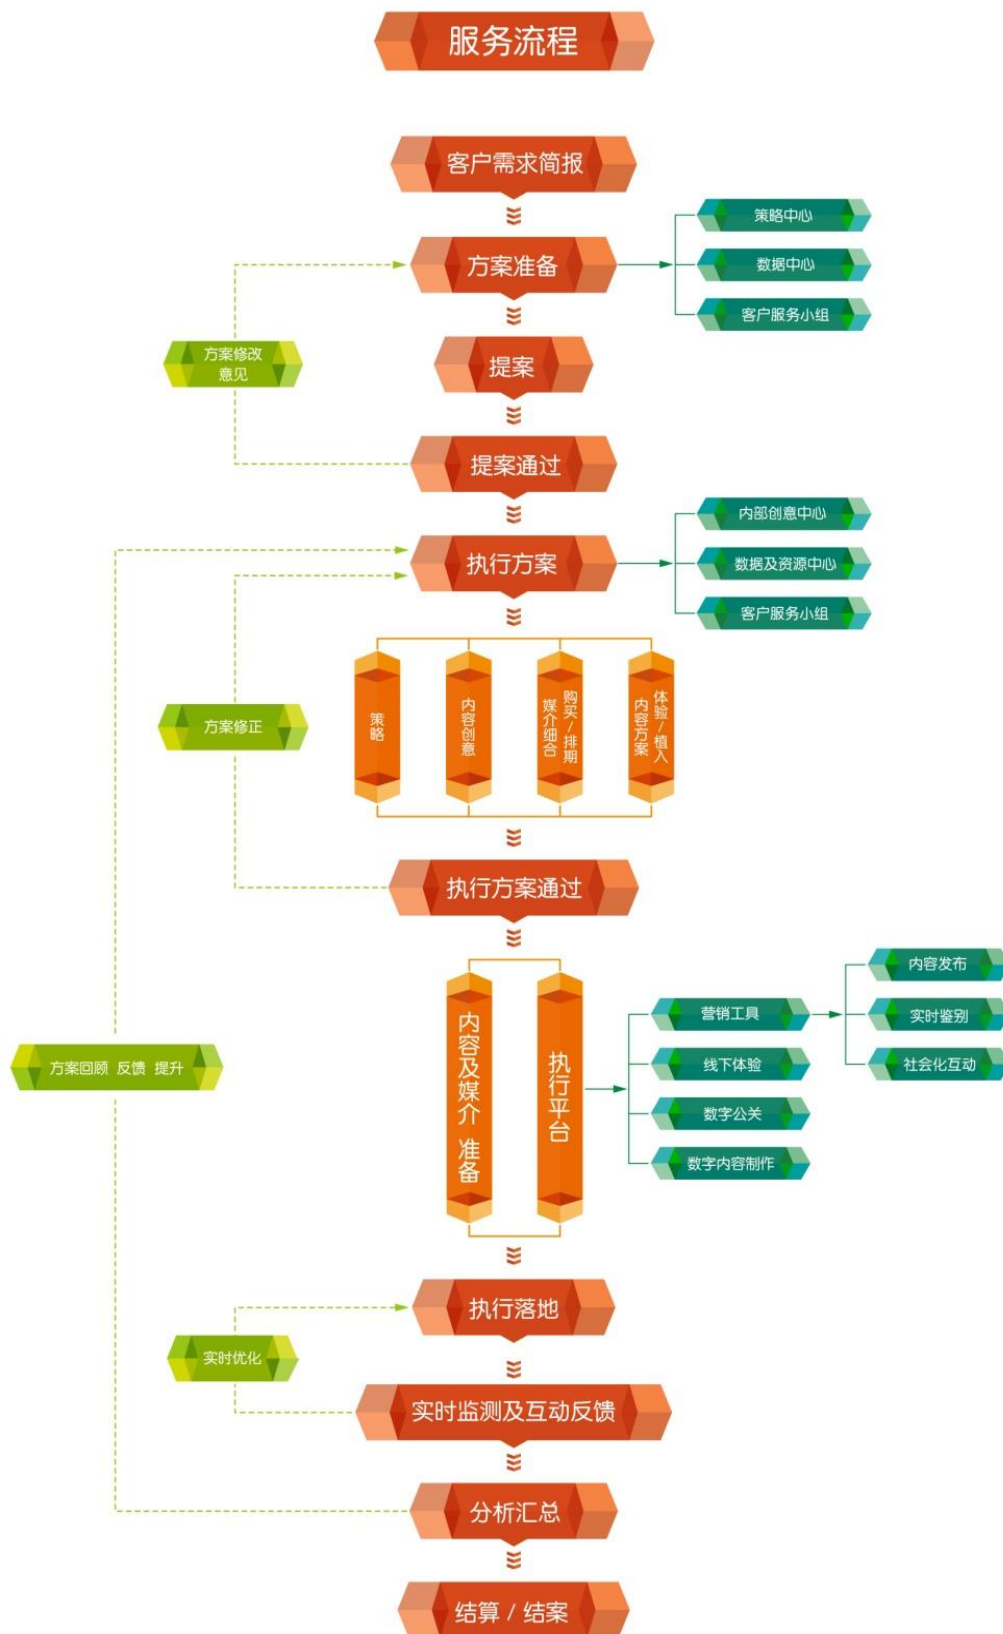 服务流程
客户需求简报
策略中心
方案准备
数据中心
客户服务小组
方案修改
意见
提案
提案通过
内部创意中心
执行方案
数据及资源中心
客户服务小组
策略
内容创意
购买/排期
媒介细合
体验/植入
内容方案
方案修正
执行方案通过
内容及媒介 准备
执行平台
营销工具
线下体验
数字公关
数字内容制作
内容发布
实时鉴别
社会化互动
方案回顾 反馈 提升
执行落地
实时优化
实时监测及互动反馈
分析汇总
结算 / 结案